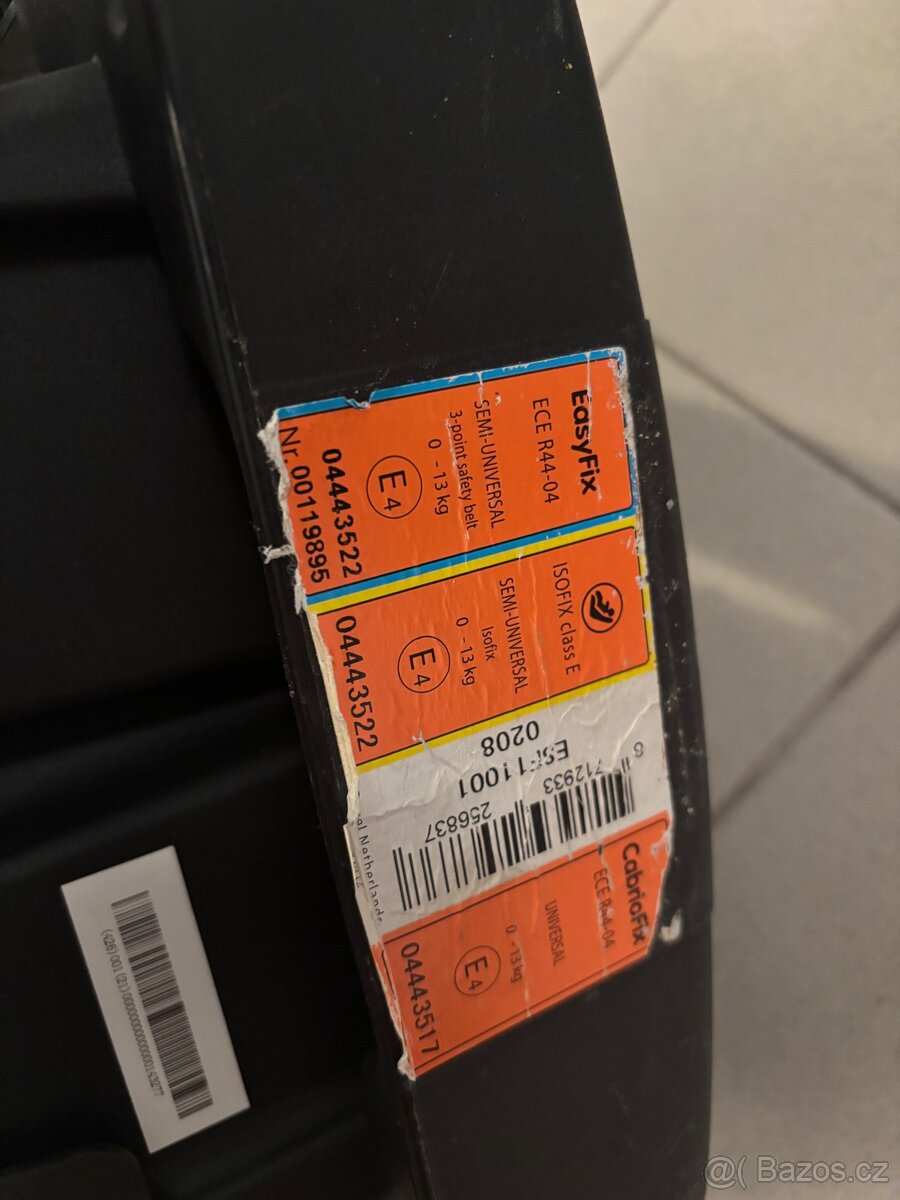 EasyFix
ECE R44-04
SEMI-UNIVERSAL
3-point safety belt
0 - 13 kg
E4
04443522
Nr. 00119895
ISOFIX class E
SEMI-UNIVERSAL
Isofix
0 - 13 kg
E4
04443522
0208
ESF11001
8 712933 256837
Netherlands
CabrioFix
ECE R44-04
UNIVERSAL
0 - 13 kg
E4
04443517
@( Bazos.cz